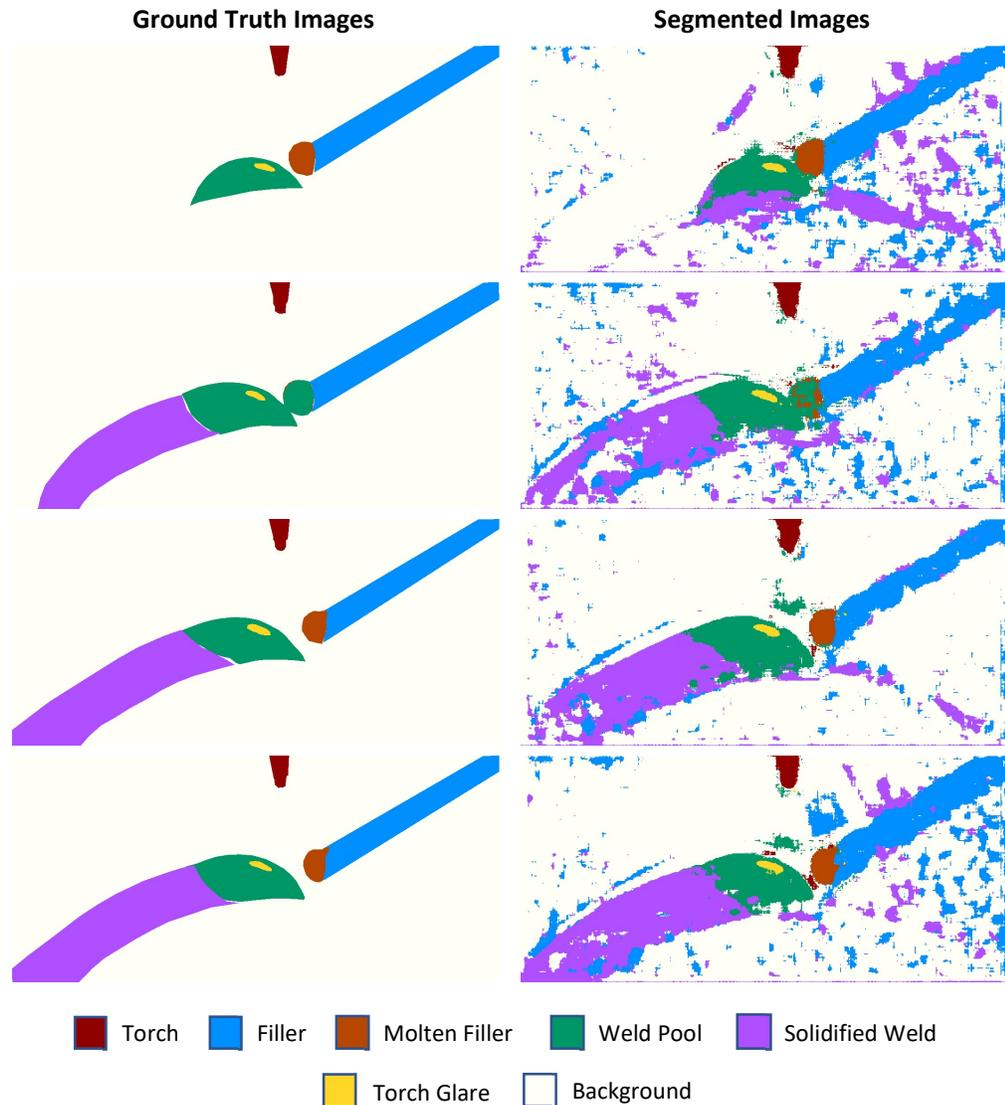 Ground Truth Images
Segmented Images
Torch
Filler
Molten Filler
Weld Pool
Solidified Weld
Torch Glare
Background